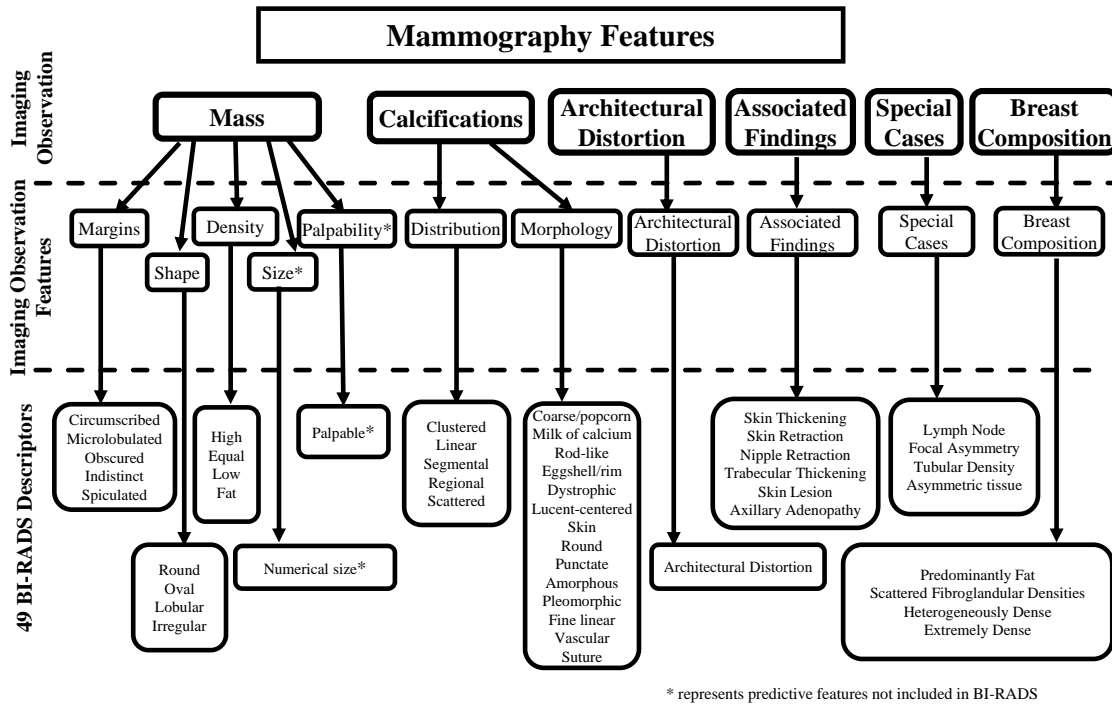 Mammography Features
Imaging
Observation
Mass
Calcifications
Architectural
Distortion
Associated
Findings
Special
Cases
Breast
Composition
Imaging Observation
Features
Margins
Shape
Density
Size*
Palpability*
Distribution
Morphology
Architectural
Distortion
Associated
Findings
Special
Cases
Breast
Composition
49 BI-RADS Descriptors
Circumscribed
Microlobulated
Obscured
Indistinct
Spiculated
Round
Oval
Lobular
Irregular
High
Equal
Low
Fat
Numerical size*
Palpable*
Clustered
Linear
Segmental
Regional
Scattered
Coarse/popcorn
Milk of calcium
Rod-like
Eggshell/rim
Dystrophic
Lucent-centered
Skin
Round
Punctate
Amorphous
Pleomorphic
Fine linear
Vascular
Suture
Architectural Distortion
Skin Thickening
Skin Retraction
Nipple Retraction
Trabecular Thickening
Skin Lesion
Axillary Adenopathy
Lymph Node
Focal Asymmetry
Tubular Density
Asymmetric tissue
Predominantly Fat
Scattered Fibroglandular Densities
Heterogeneously Dense
Extremely Dense
* represents predictive features not included in BI-RADS